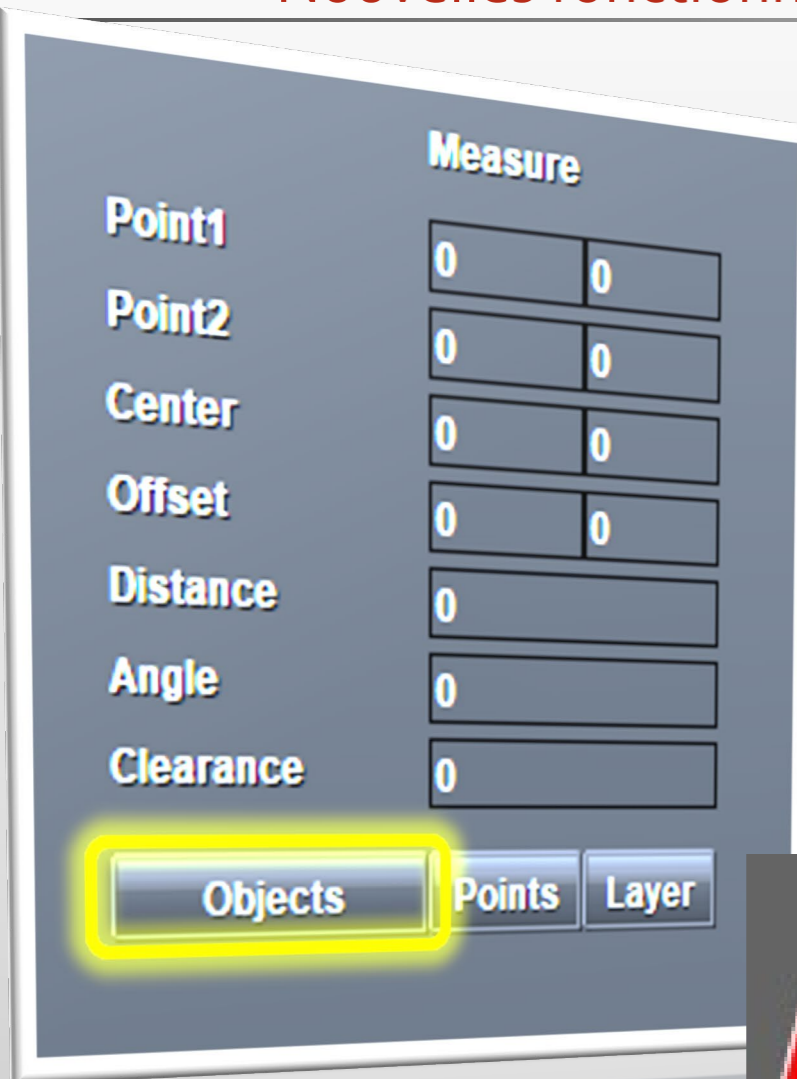 Measure
Point1 0 0
Point2 0 0
Center 0 0
Offset 0 0
Distance 0
Angle 0
Clearance 0
Objects Points Layer